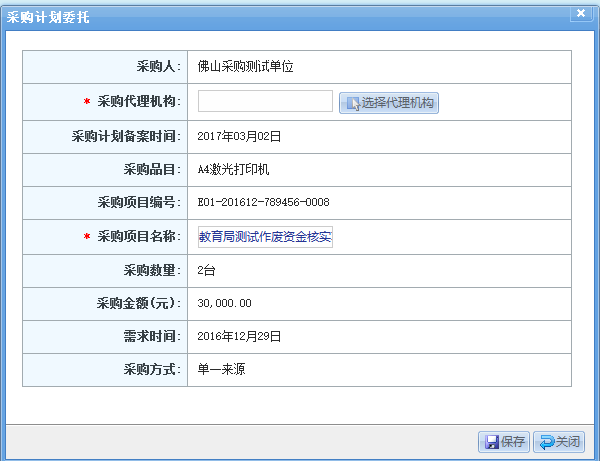 采购计划委托
采购人: 佛山采购测试单位
* 采购代理机构: 选择代理机构
采购计划备案时间: 2017年03月02日
采购品目: A4激光打印机
采购项目编号: E01-201612-789456-0008
* 采购项目名称: 教育局测试作废资金核实
采购数量: 2台
采购金额(元): 30,000.00
需求时间: 2016年12月29日
采购方式: 单一来源
保存 关闭